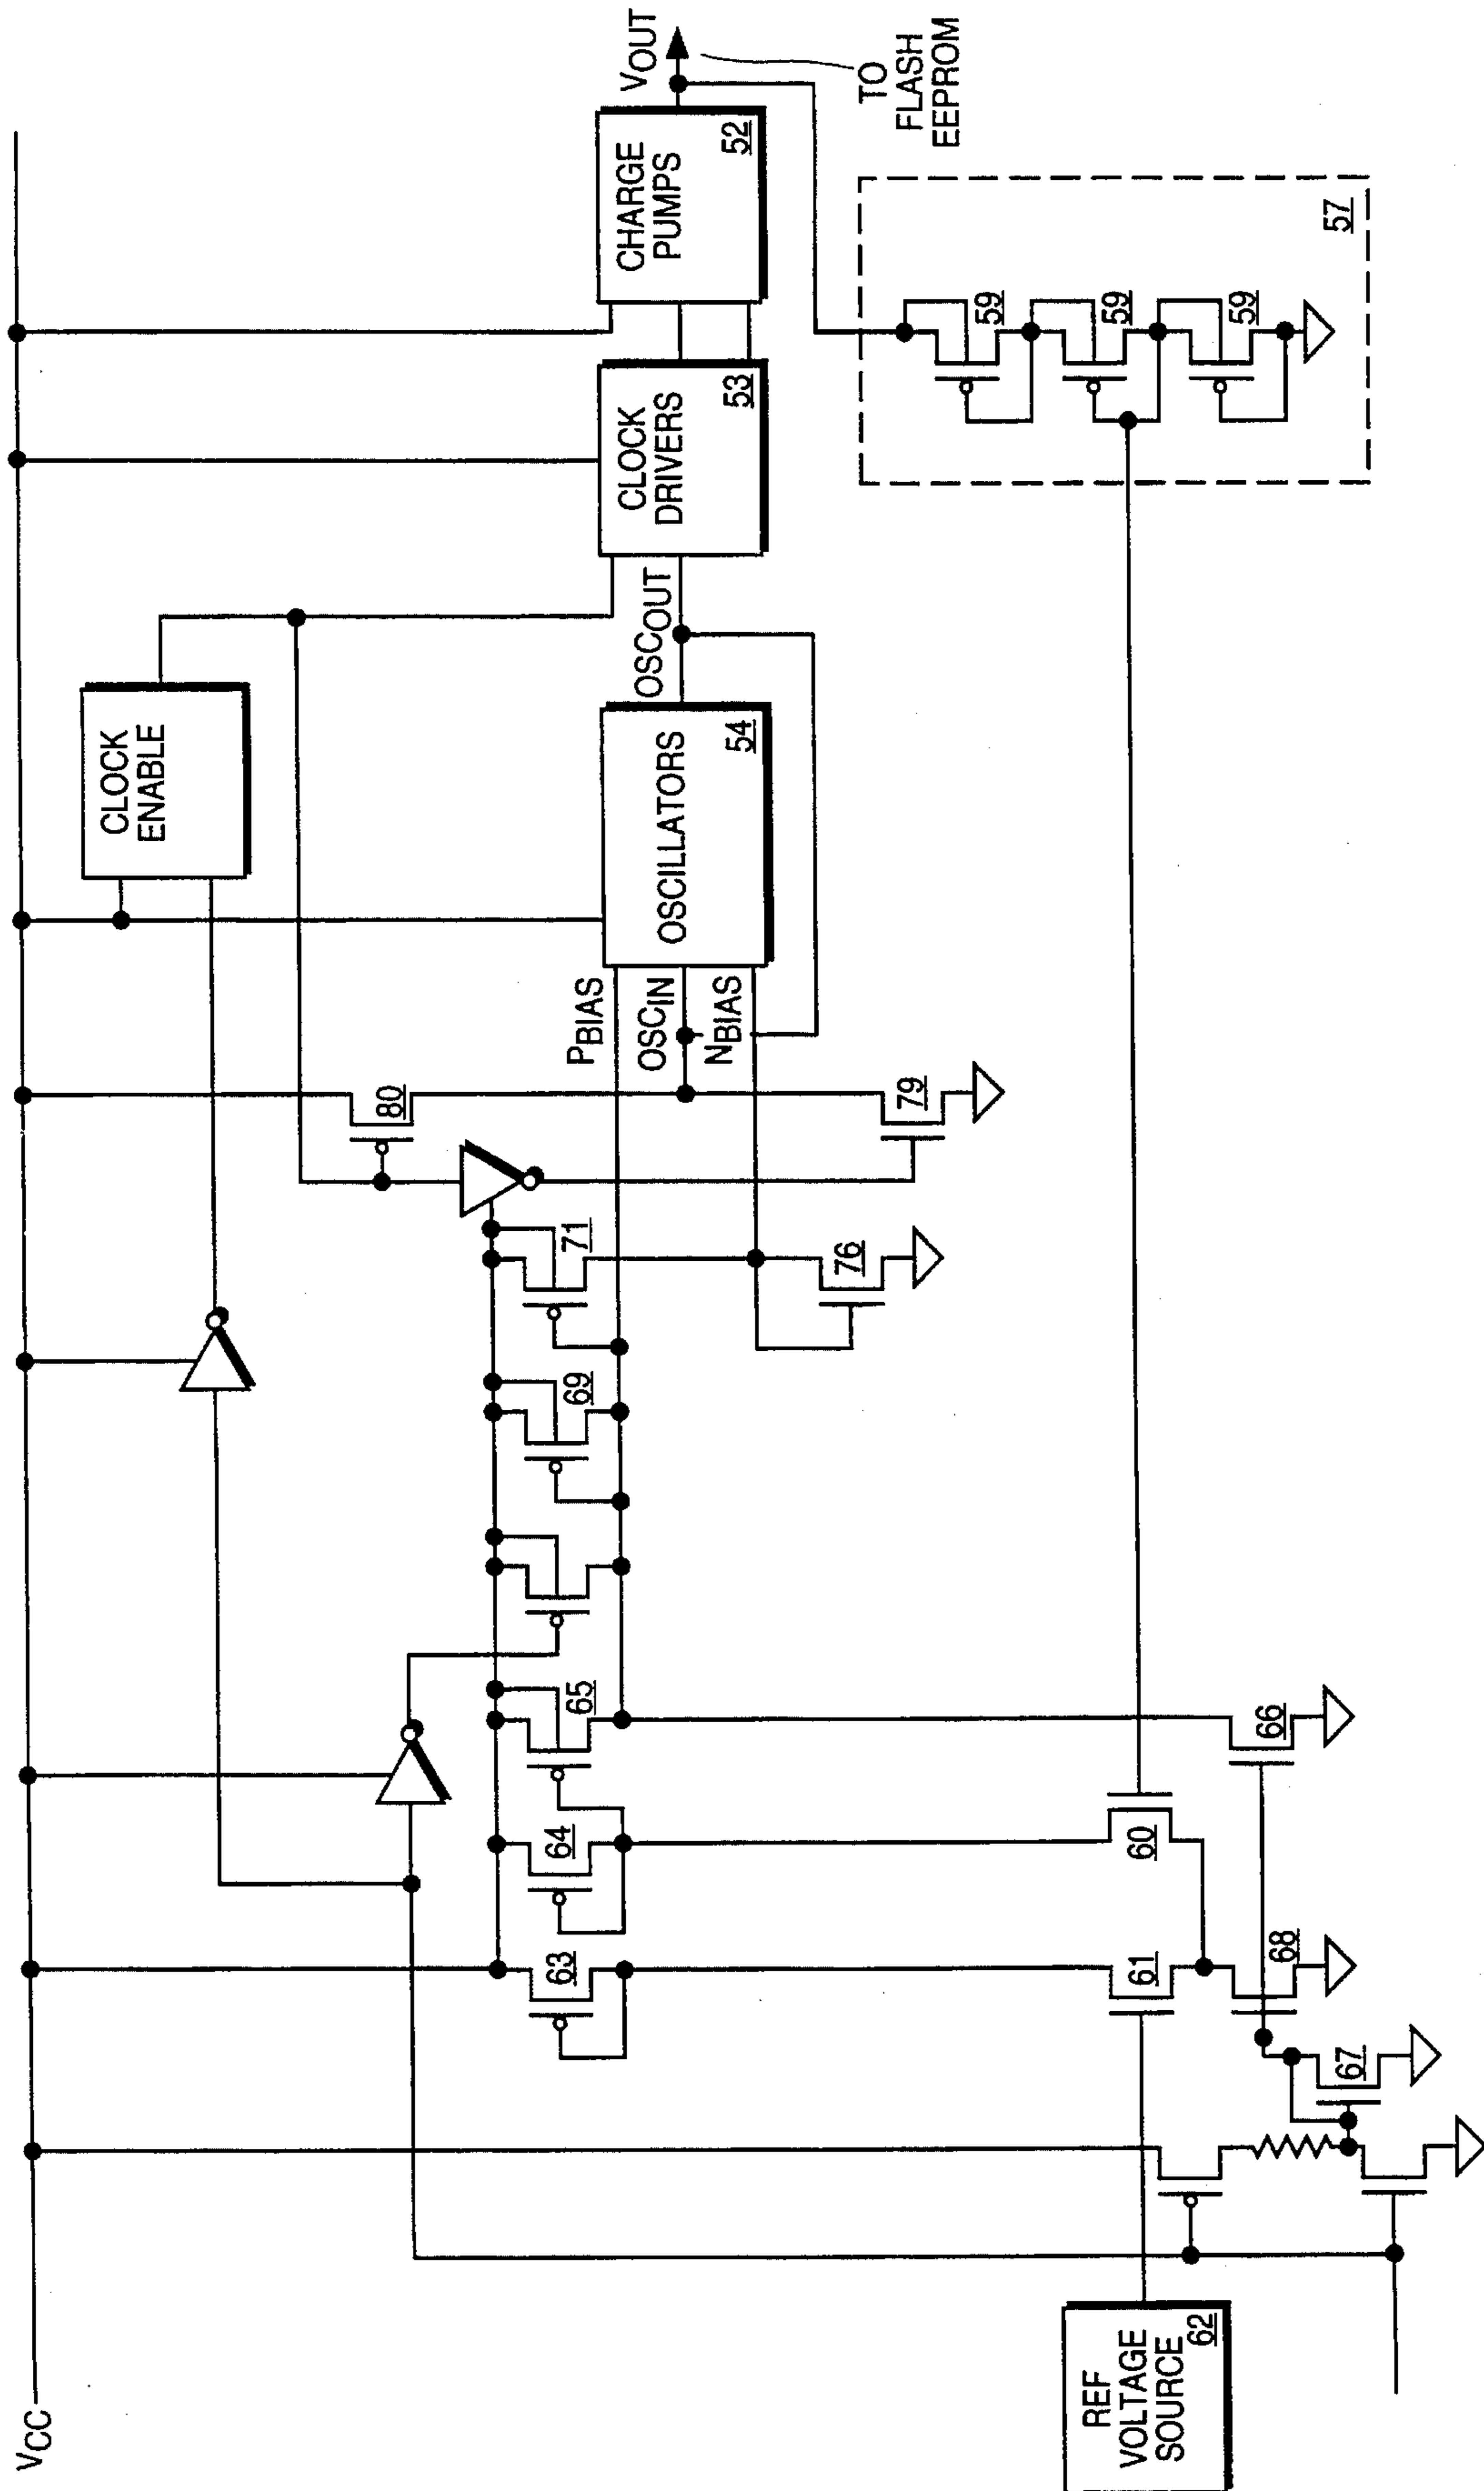 VCC
REF
VOLTAGE
SOURCE
62
63
64
65
69
71
80
CLOCK
ENABLE
PBIAS
OSCIN
NBIAS
OSCILLATORS
54
OSCOUT
CLOCK
DRIVERS
53
CHARGE
PUMPS
52
VOUT
TO
FLASH
EEPROM
79
76
61
60
68
66
67
59
59
59
57